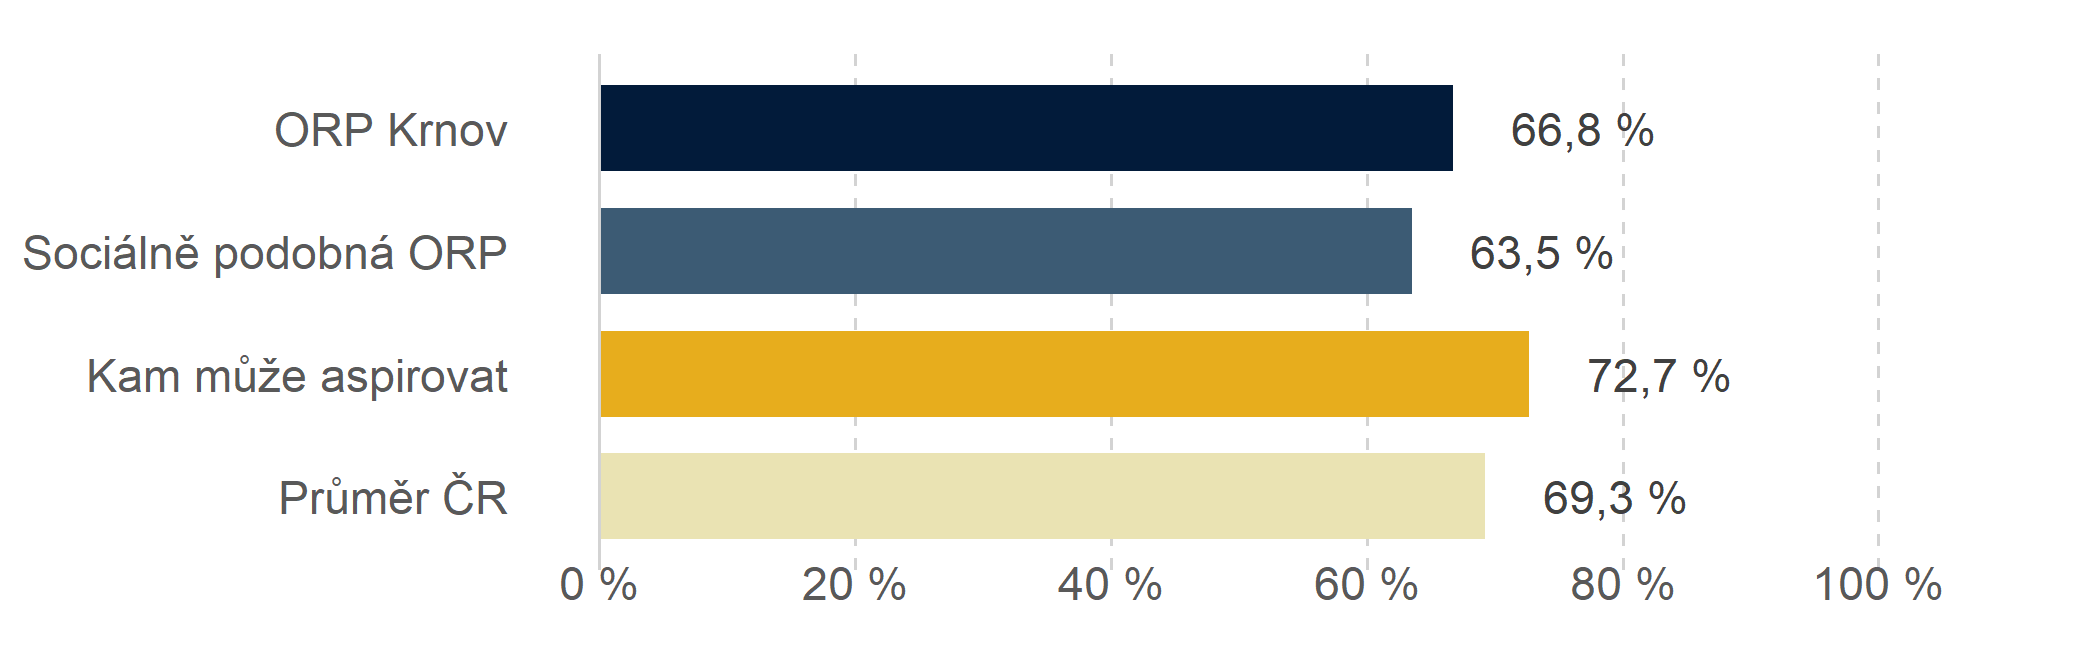 ORP Krnov 66,8 %
Sociálně podobná ORP 63,5 %
Kam může aspirovat 72,7 %
Průměr ČR 69,3 %
0 % 20 % 40 % 60 % 80 % 100 %